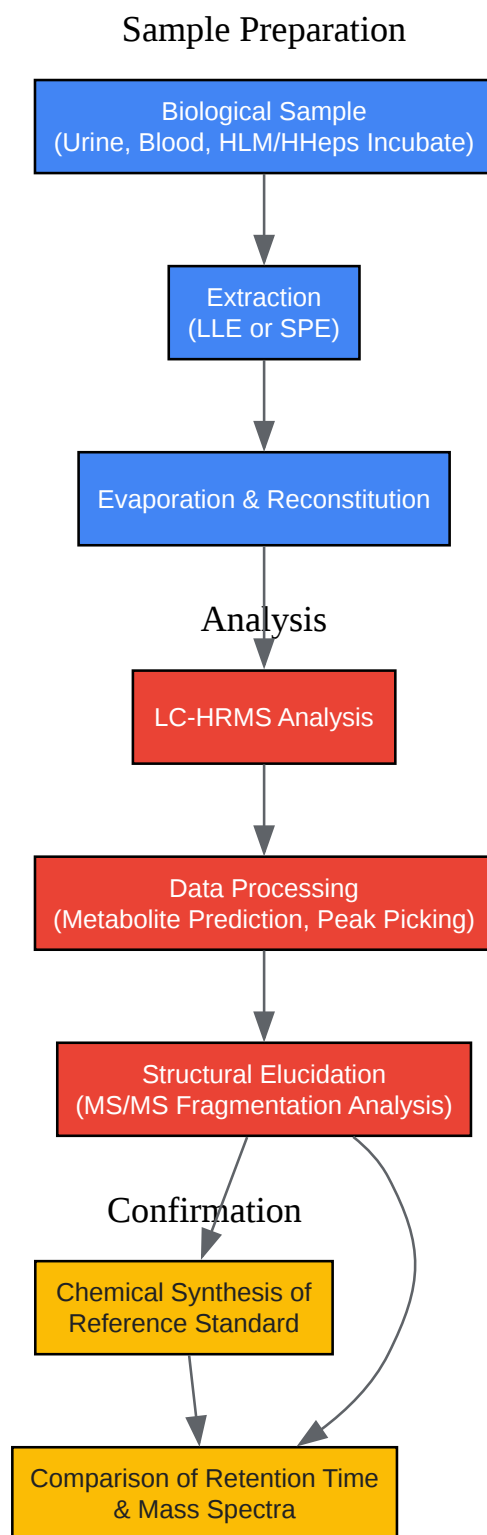 Sample Preparation
Biological Sample
(Urine, Blood, HLM/HHeps Incubate)
Extraction
(LLE or SPE)
Evaporation & Reconstitution
Analysis
LC-HRMS Analysis
Data Processing
(Metabolite Prediction, Peak Picking)
Structural Elucidation
(MS/MS Fragmentation Analysis)
Confirmation
Chemical Synthesis of
Reference Standard
Comparison of Retention Time
& Mass Spectra